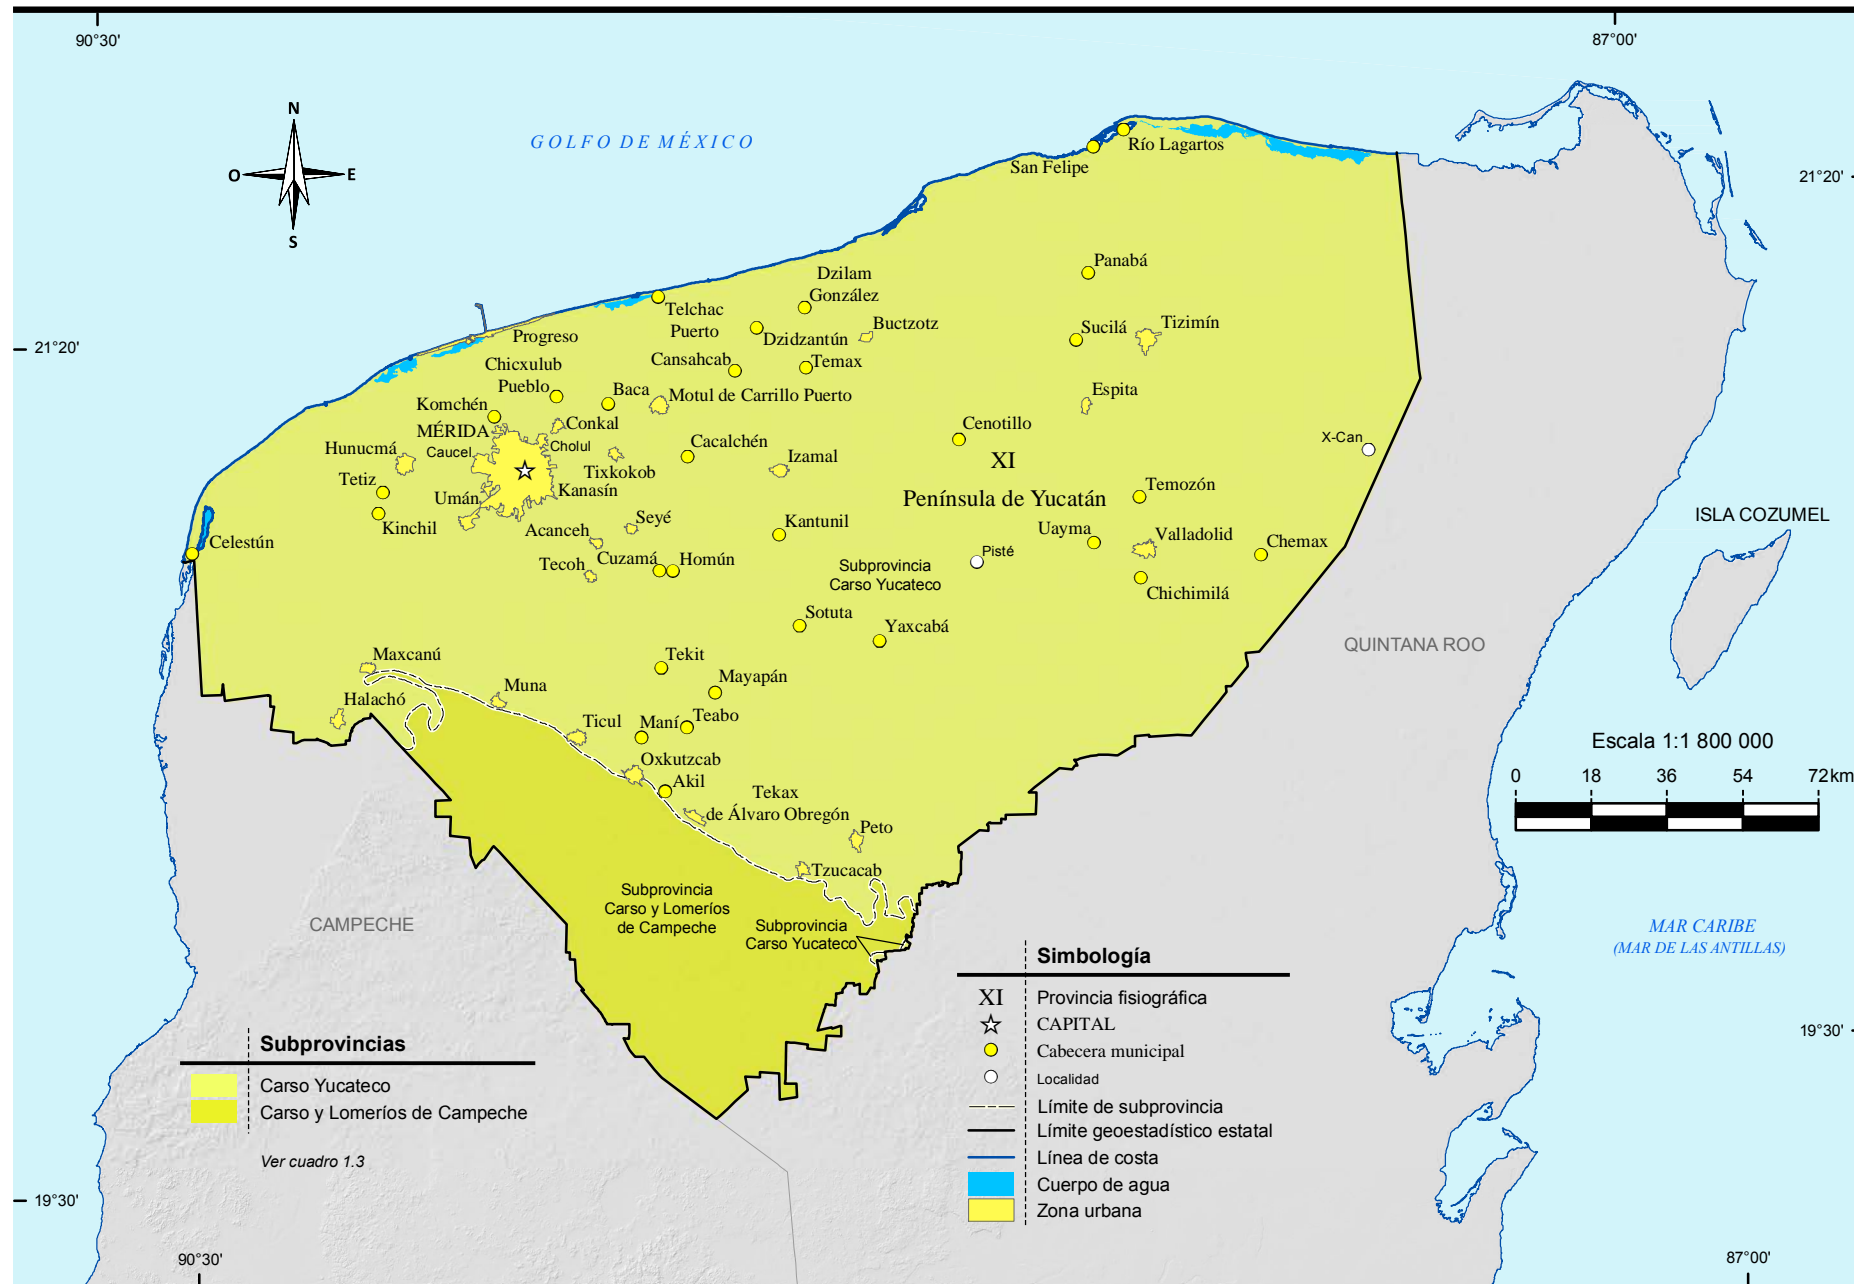 90°30'
87°00'
N
O
E
S
GOLFO DE MÉXICO
21°20'
21°20'
Río Lagartos
San Felipe
Panabá
Dzilam
González
Telchac
Puerto
Buctzotz
Dzidzantún
Sucilá
Tizimín
Progreso
Chicxulub
Pueblo
Cansahcab
Temax
Komchén
Baca
Motul de Carrillo Puerto
Espita
MÉRIDA
Conkal
Cholul
Cenotillo
X-Can
Hunucmá
Caucel
Cacalchén
Izamal
XI
Tetiz
Tixkokob
Umán
Kanasín
Península de Yucatán
Temozón
Kinchil
Acanceh
Seyé
Kantunil
Uayma
Valladolid
ISLA COZUMEL
Celestún
Tecoh
Cuzamá
Homún
Pisté
Chemax
Subprovincia
Carso Yucateco
Chichimilá
Sotuta
Yaxcabá
QUINTANA ROO
Maxcanú
Tekit
Mayapán
Halachó
Muna
Ticul
Maní
Teabo
Oxkutzcab
Akil
Tekax
de Álvaro Obregón
Peto
Tzucacab
Escala 1:1 800 000
0
18
36
54
72 km
Subprovincia
Carso y Lomeríos
de Campeche
CAMPECHE
Subprovincia
Carso Yucateco
MAR CARIBE
(MAR DE LAS ANTILLAS)
Simbología
XI
Provincia fisiográfica
CAPITAL
Cabecera municipal
Localidad
Límite de subprovincia
Límite geoestadístico estatal
Línea de costa
Cuerpo de agua
Zona urbana
Subprovincias
Carso Yucateco
Carso y Lomeríos de Campeche
Ver cuadro 1.3
19°30'
19°30'
90°30'
87°00'